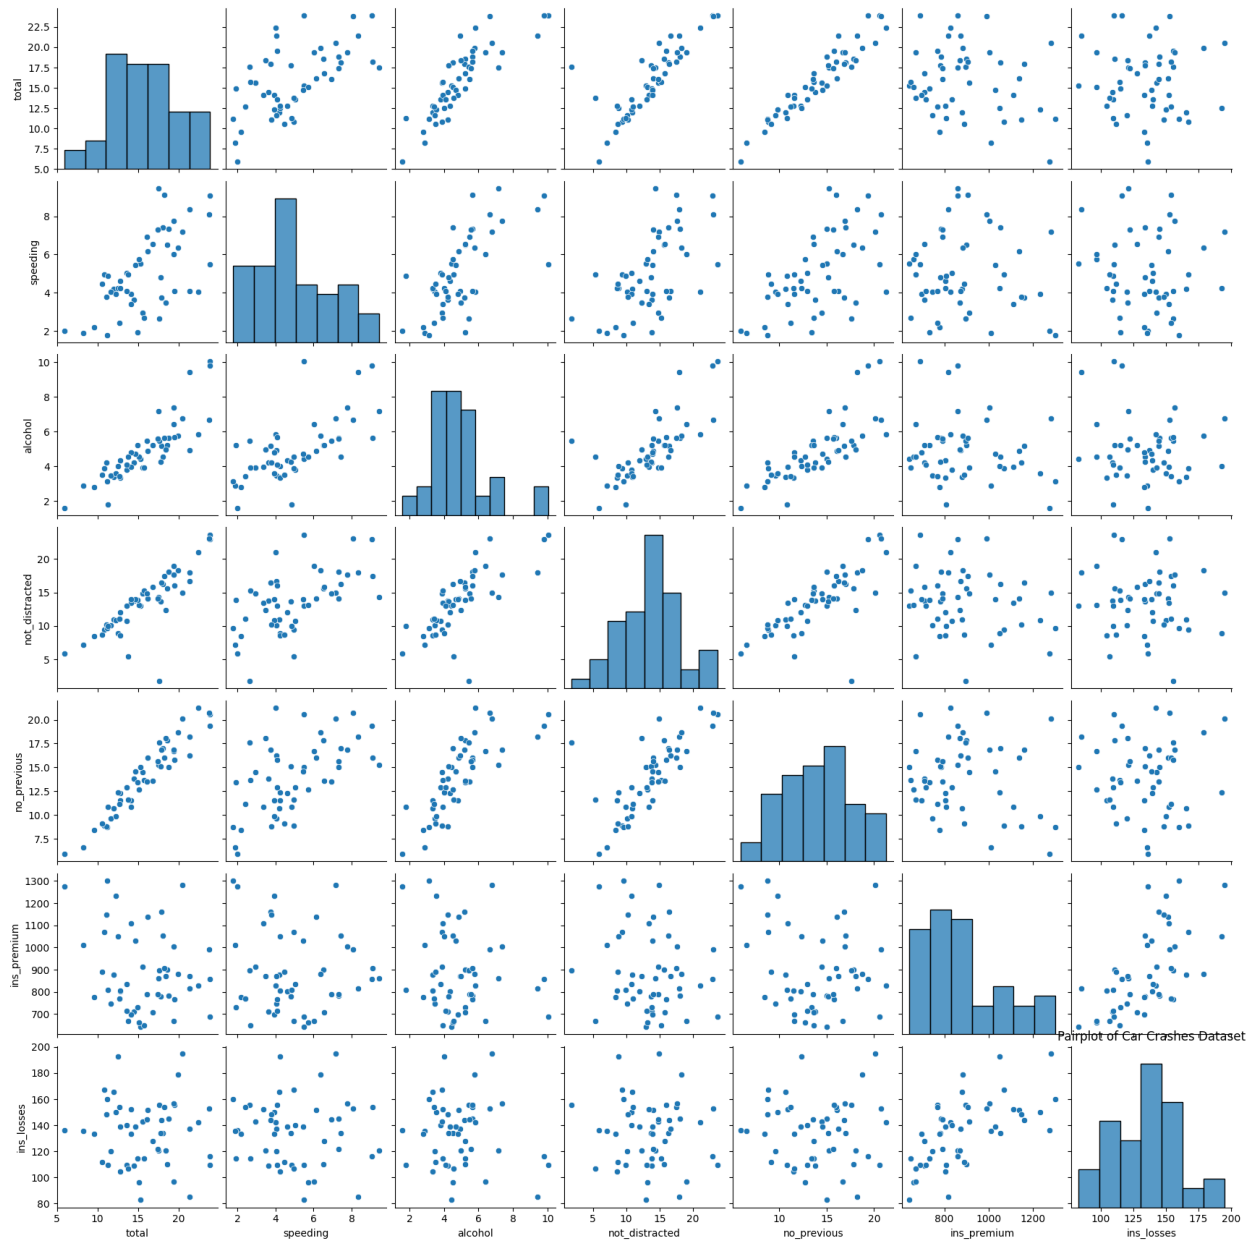 22.5
20.0
17.5
15.0
12.5
10.0
7.5
5.0
total
8
6
4
2
speeding
10
8
6
4
2
alcohol
20
15
10
5
not_distracted
20.0
17.5
15.0
12.5
10.0
7.5
no_previous
1300
1200
1100
1000
900
800
700
ins_premium
Pairplot of Car Crashes Dataset
200
180
160
140
120
100
80
ins_losses
5 10 15 20
2 4 6 8
2 4 6 8 10
5 10 15 20
10 15 20
800 1000 1200
100 125 150 175 200
total speeding alcohol not_distracted no_previous ins_premium ins_losses